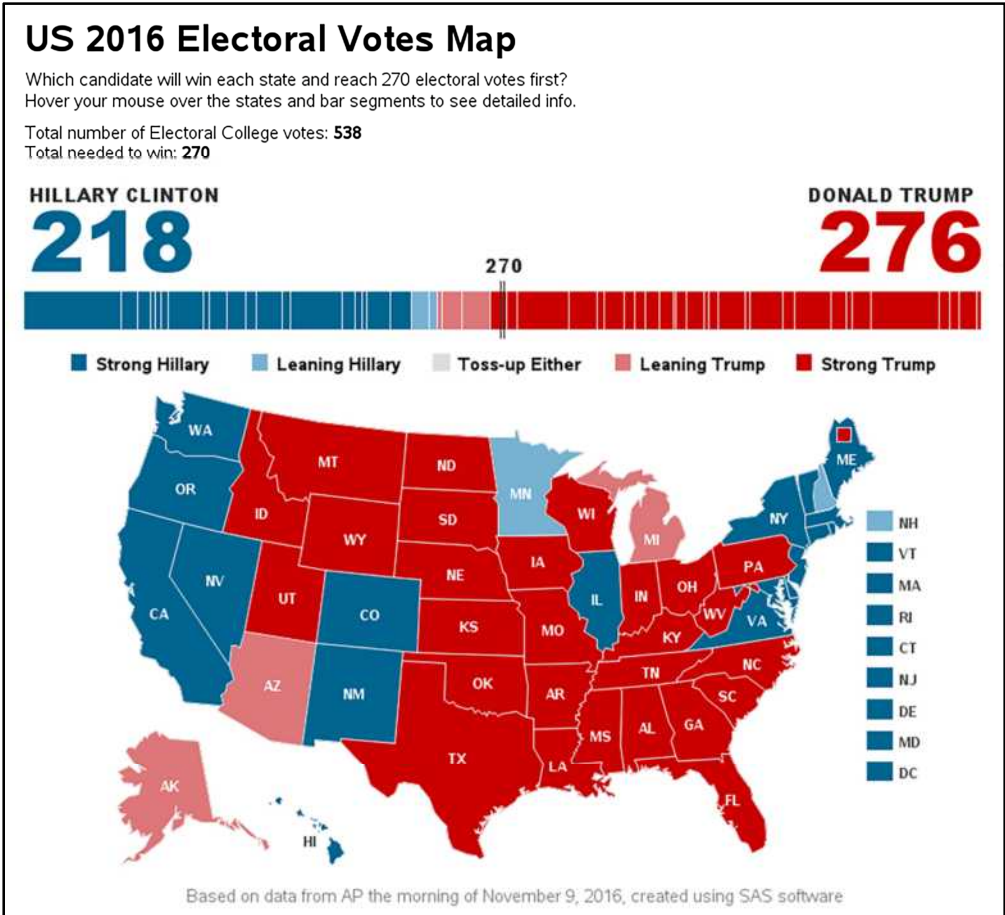 US 2016 Electoral Votes Map
Which candidate will win each state and reach 270 electoral votes first?
Hover your mouse over the states and bar segments to see detailed info.
Total number of Electoral College votes: 538
Total needed to win: 270
HILLARY CLINTON
218
DONALD TRUMP
276
270
Strong Hillary
Leaning Hillary
Toss-up Either
Leaning Trump
Strong Trump
WA
OR
CA
NV
ID
MT
WY
UT
AZ
CO
NM
ND
SD
NE
KS
OK
TX
MN
IA
MO
AR
LA
WI
IL
MI
IN
OH
KY
TN
MS
AL
GA
FL
SC
NC
VA
WV
PA
NY
ME
AK
HI
NH
VT
MA
RI
CT
NJ
DE
MD
DC
Based on data from AP the morning of November 9, 2016, created using SAS software